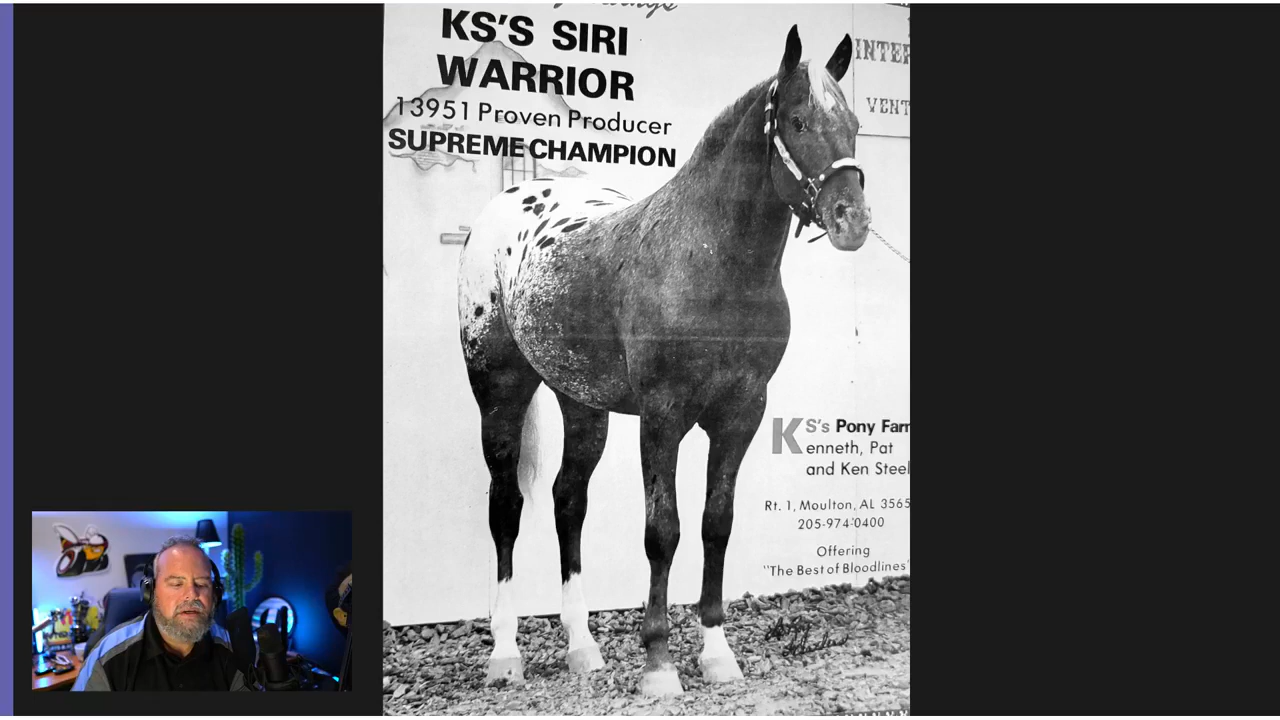 KS'S SIRI
WARRIOR
13951 Proven Producer
SUPREME CHAMPION
INTER
VENT
KS's Pony Farm
Kenneth, Pat
and Ken Steel
Rt. 1, Moulton, AL 3565
205-974-0400
Offering
"The Best of Bloodlines"